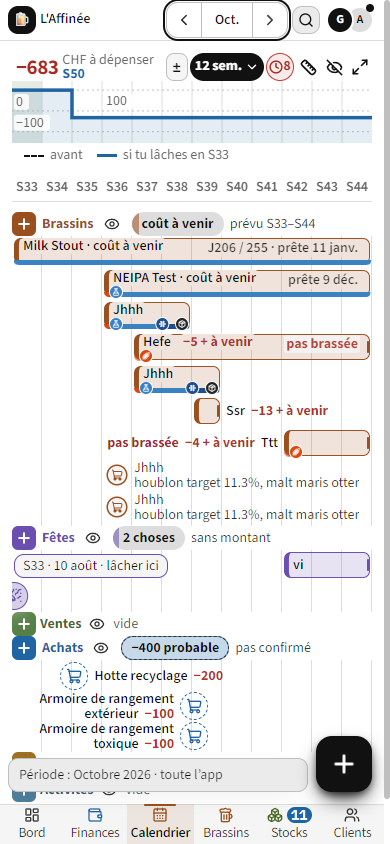 L'Affinée
Oct.
G
A
−683 CHF à dépenser
S50
±
12 sem.
8
0
100
−100
avant
si tu lâches en S33
S33 S34 S35 S36 S37 S38 S39 S40 S41 S42 S43 S44
Brassins coût à venir prévu S33–S44
Milk Stout · coût à venir J206 / 255 · prête 11 janv.
NEIPA Test · coût à venir prête 9 déc.
Jhhh
Hefe −5 + à venir pas brassée
Jhhh
Ssr −13 + à venir
pas brassée −4 + à venir Ttt
Jhhh
houblon target 11.3%, malt maris otter
Jhhh
houblon target 11.3%, malt maris otter
Fêtes 2 choses sans montant
S33 · 10 août · lâcher ici
vi
Ventes vide
Achats −400 probable pas confirmé
Hotte recyclage −200
Armoire de rangement
extérieur −100
Armoire de rangement
toxique −100
Période : Octobre 2026 · toute l'app
Activités vide
Bord
Finances
Calendrier
Brassins
11
Stocks
Clients